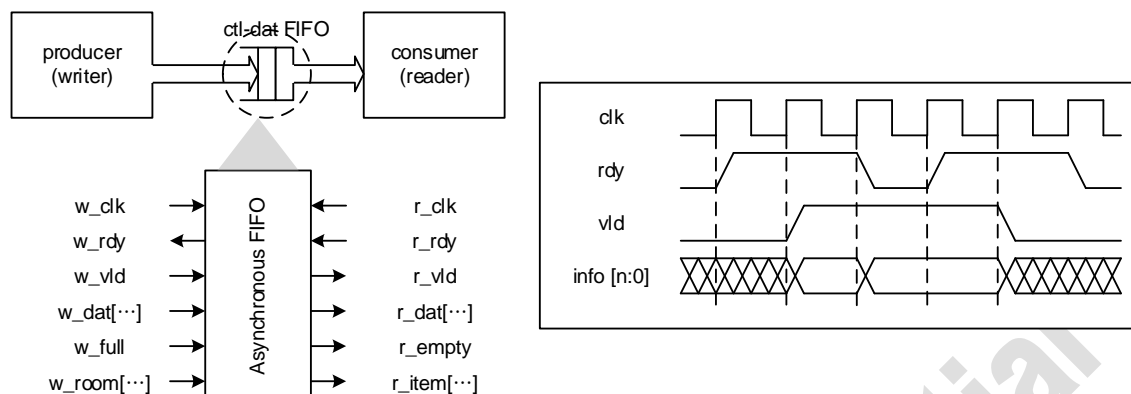 ctl-dat FIFO
producer
(writer)
consumer
(reader)
Asynchronous FIFO
w_clk
w_rdy
w_vld
w_dat[⋯]
w_full
w_room[⋯]
r_clk
r_rdy
r_vld
r_dat[⋯]
r_empty
r_item[⋯]
clk
rdy
vld
info [n:0]